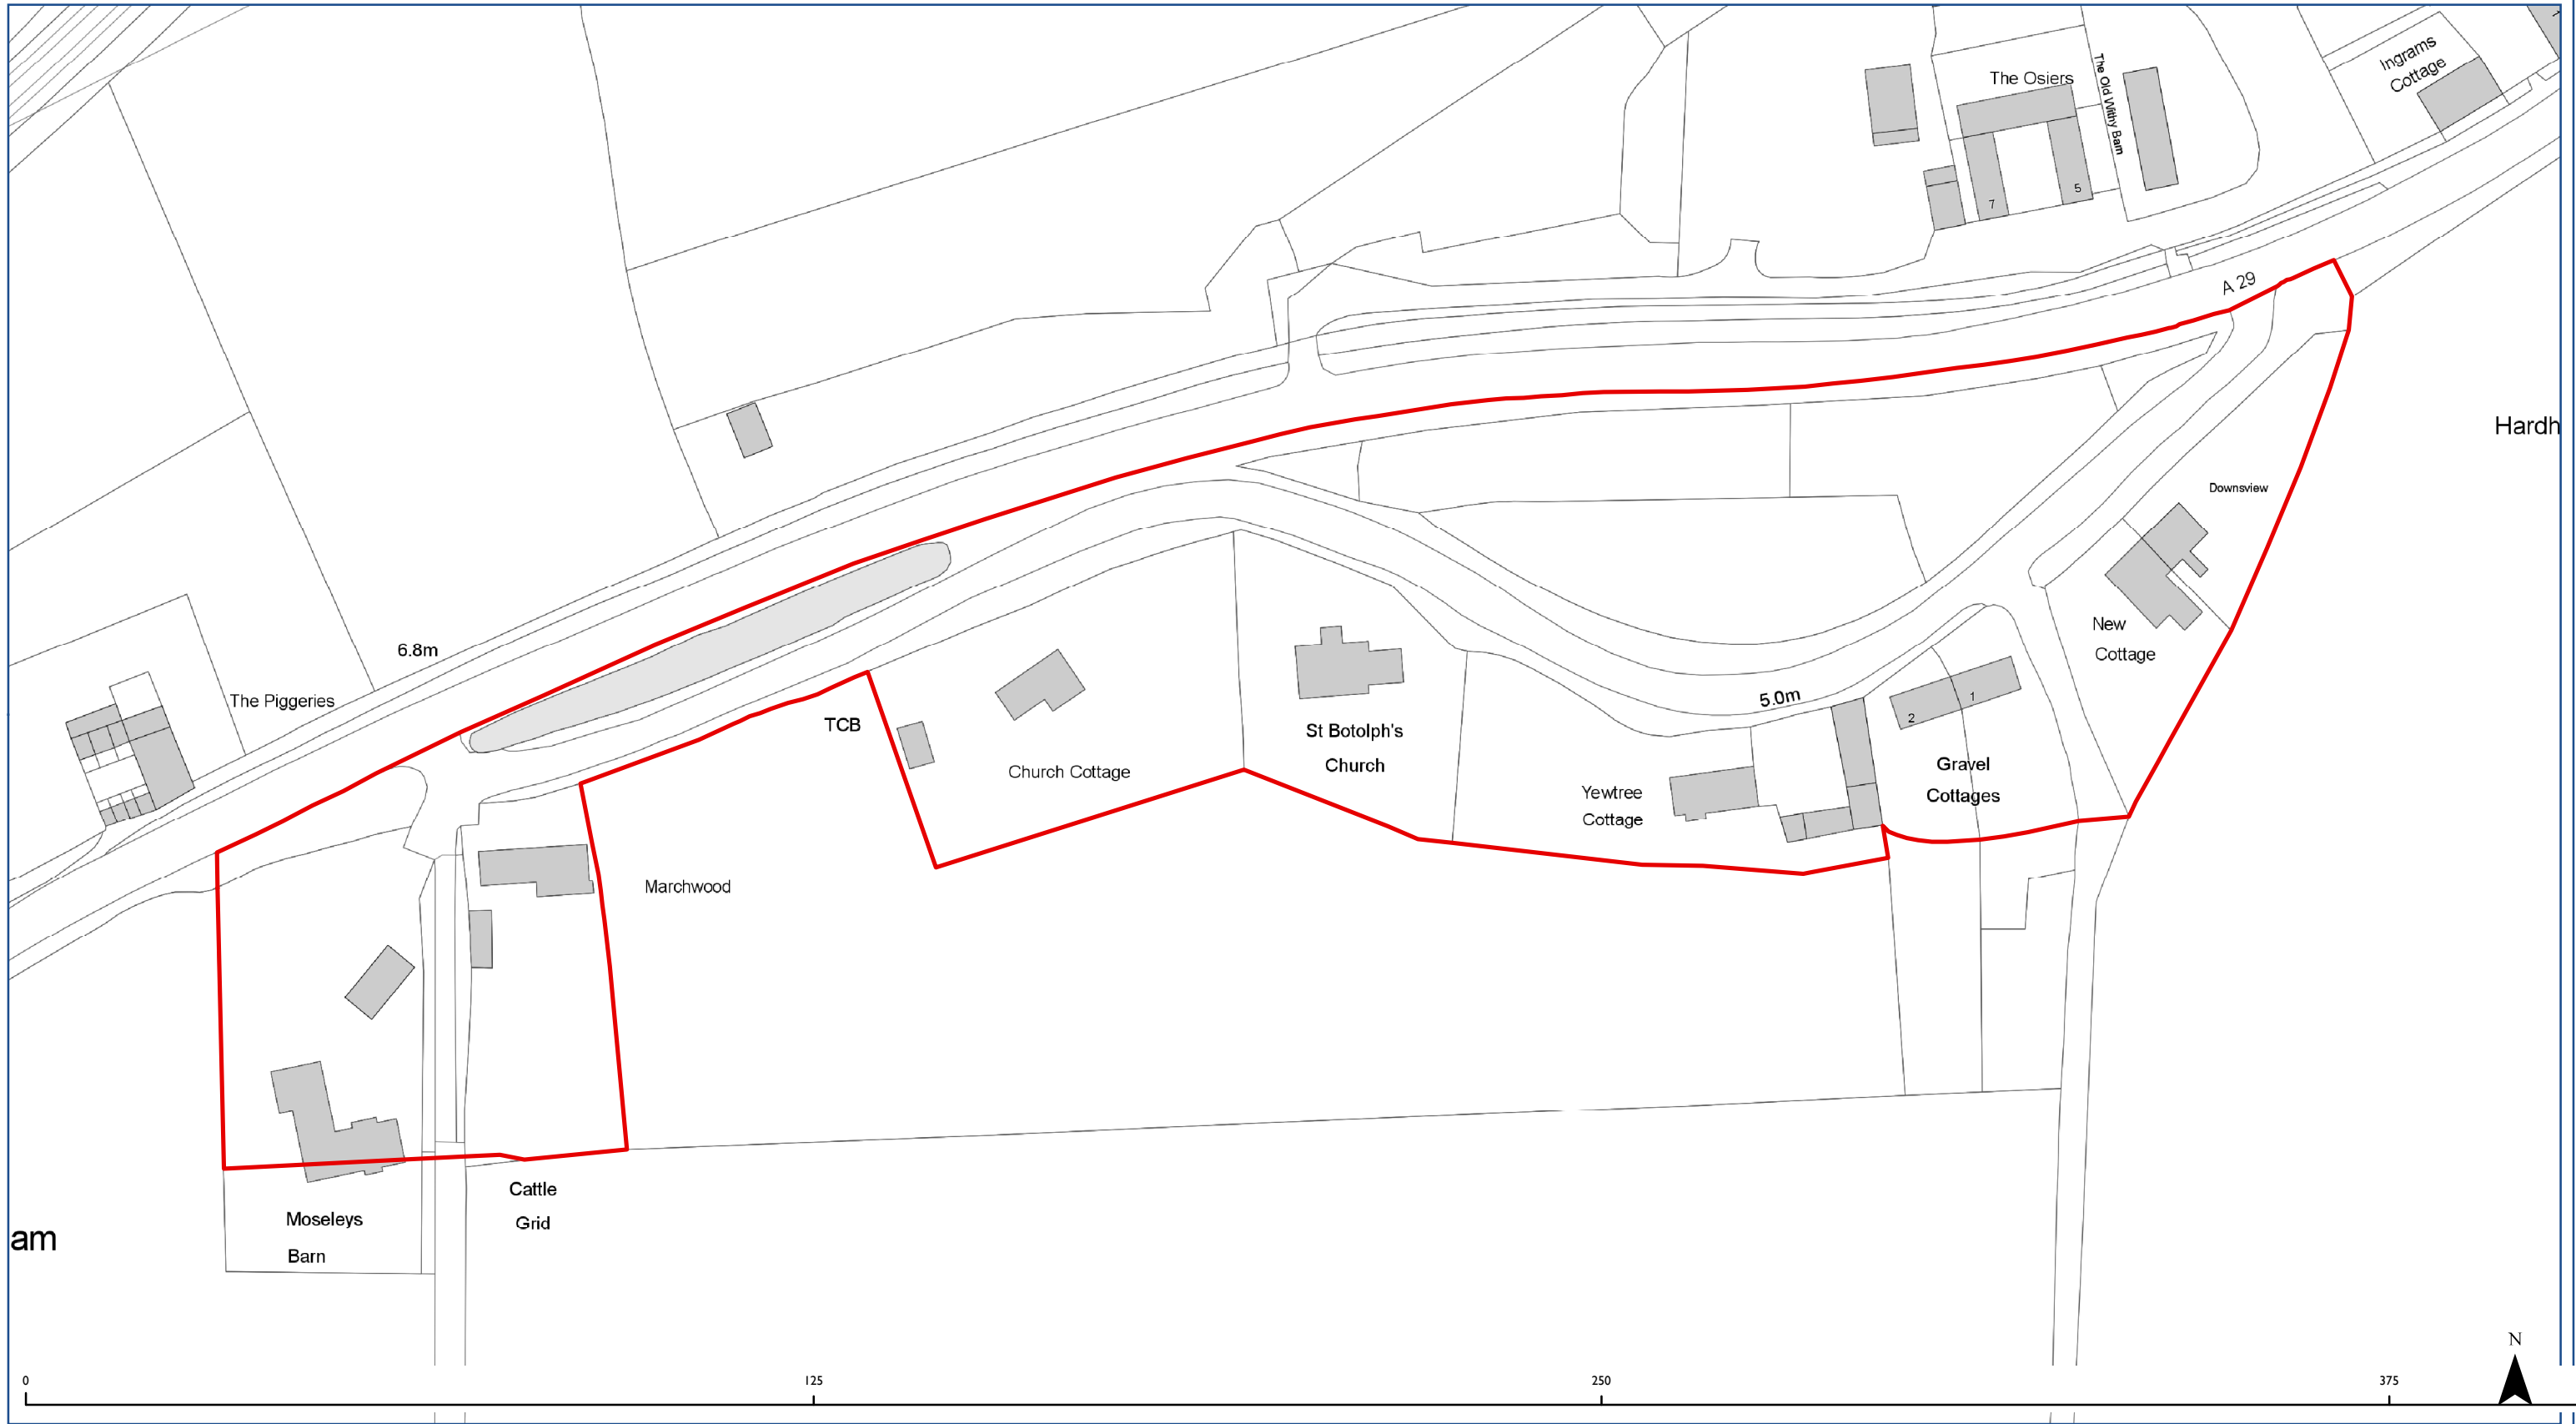 Ingrams
Cottage
The Osiers
The Old Withy Barn
5
7
A 29
Hardh
Downsview
New
Cottage
6.8m
The Piggeries
5.0m
1
2
TCB
St Botolph's
Church
Church Cottage
Gravel
Cottages
Yewtree
Cottage
Marchwood
Cattle
Grid
Moseleys
Barn
am
N
0
125
250
375